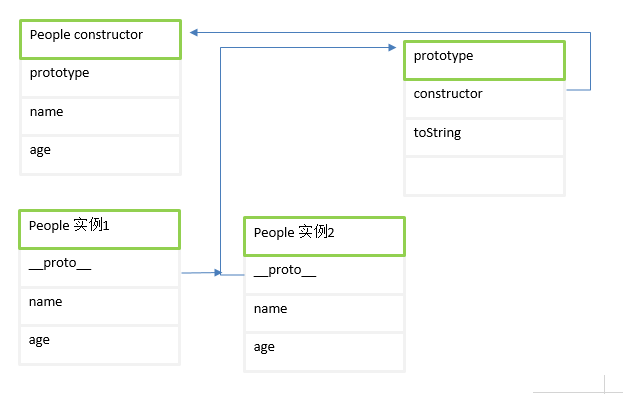 People constructor
prototype
name
age
prototype
constructor
toString
People 实例1
__proto__
name
age
People 实例2
__proto__
name
age